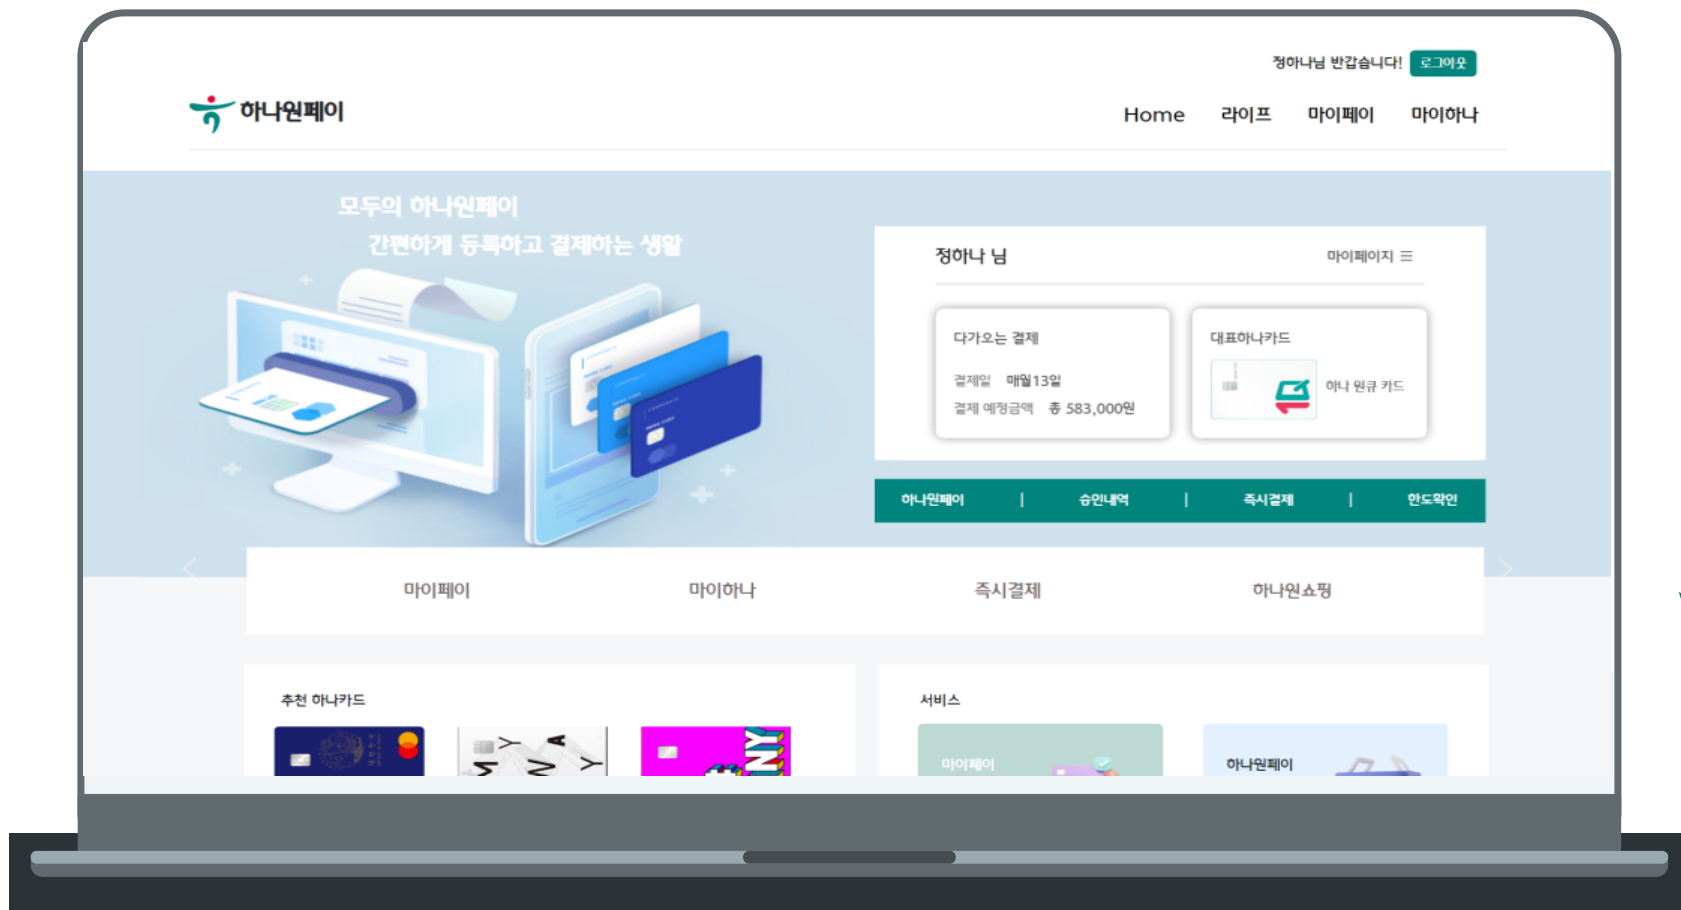 정하나님 반갑습니다! 로그아웃
하나원페이
Home 라이프 마이페이 마이하나
모두의 하나원페이
간편하게 등록하고 결제하는 생활
정하나 님 마이페이지
다가오는 결제
결제일 매월13일
결제 예정금액 총 583,000원
대표하나카드
하나 원큐 카드
하나원페이 | 승인내역 | 즉시결제 | 한도확인
마이페이 마이하나 즉시결제 하나원쇼핑
추천 하나카드
서비스
마이페이
하나원페이